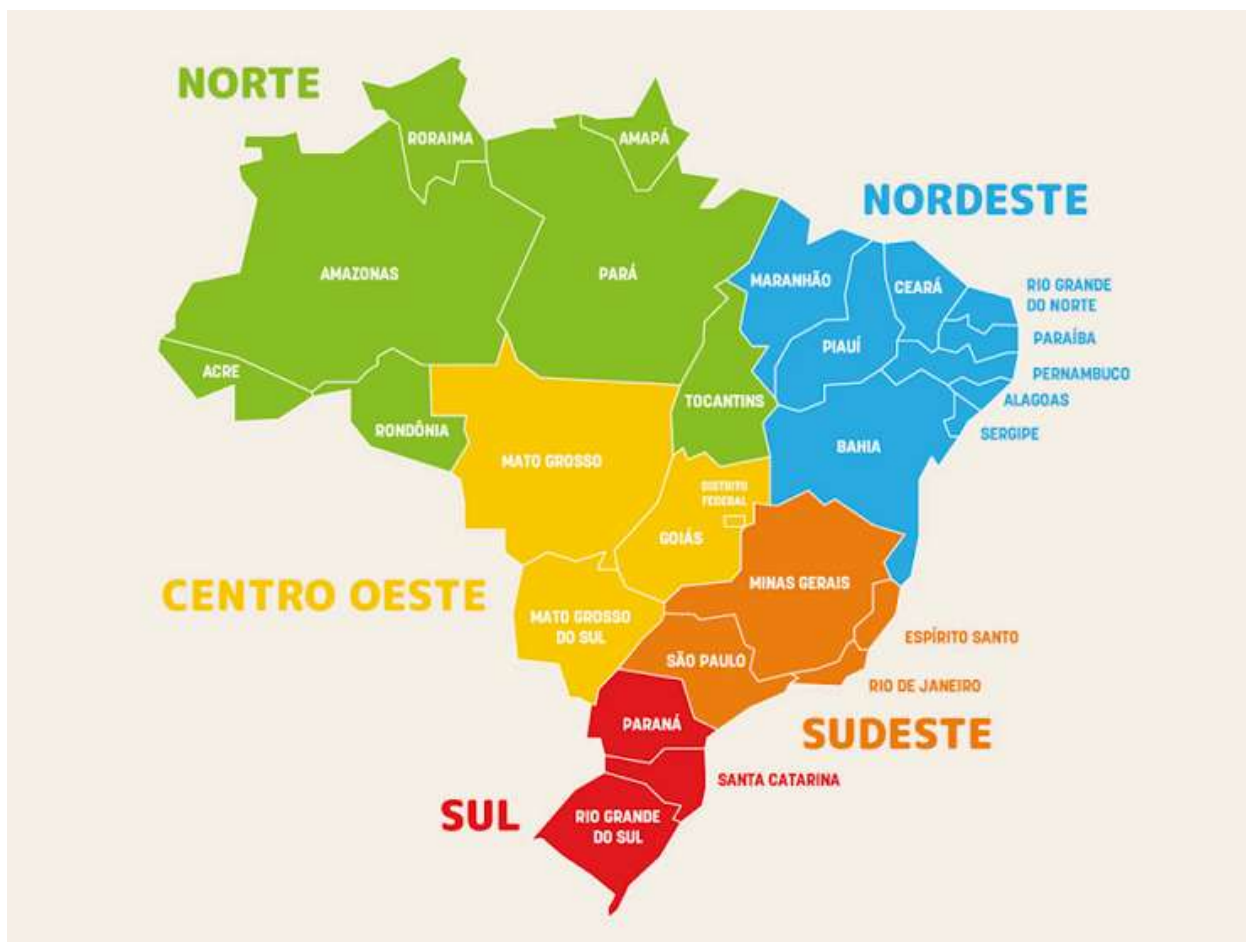 NORTE
RORAIMA
AMAPÁ
NORDESTE
AMAZONAS
PARÁ
MARANHÃO
CEARÁ
RIO GRANDE
DO NORTE
PARAÍBA
PIAUÍ
ACRE
PERNAMBUCO
TOCANTINS
ALAGOAS
RONDÔNIA
SERGIPE
BAHIA
MATO GROSSO
DISTRITO
FEDERAL
GOIÁS
MINAS GERAIS
CENTRO OESTE
MATO GROSSO
DO SUL
ESPÍRITO SANTO
SÃO PAULO
RIO DE JANEIRO
PARANÁ
SUDESTE
SANTA CATARINA
SUL
RIO GRANDE
DO SUL